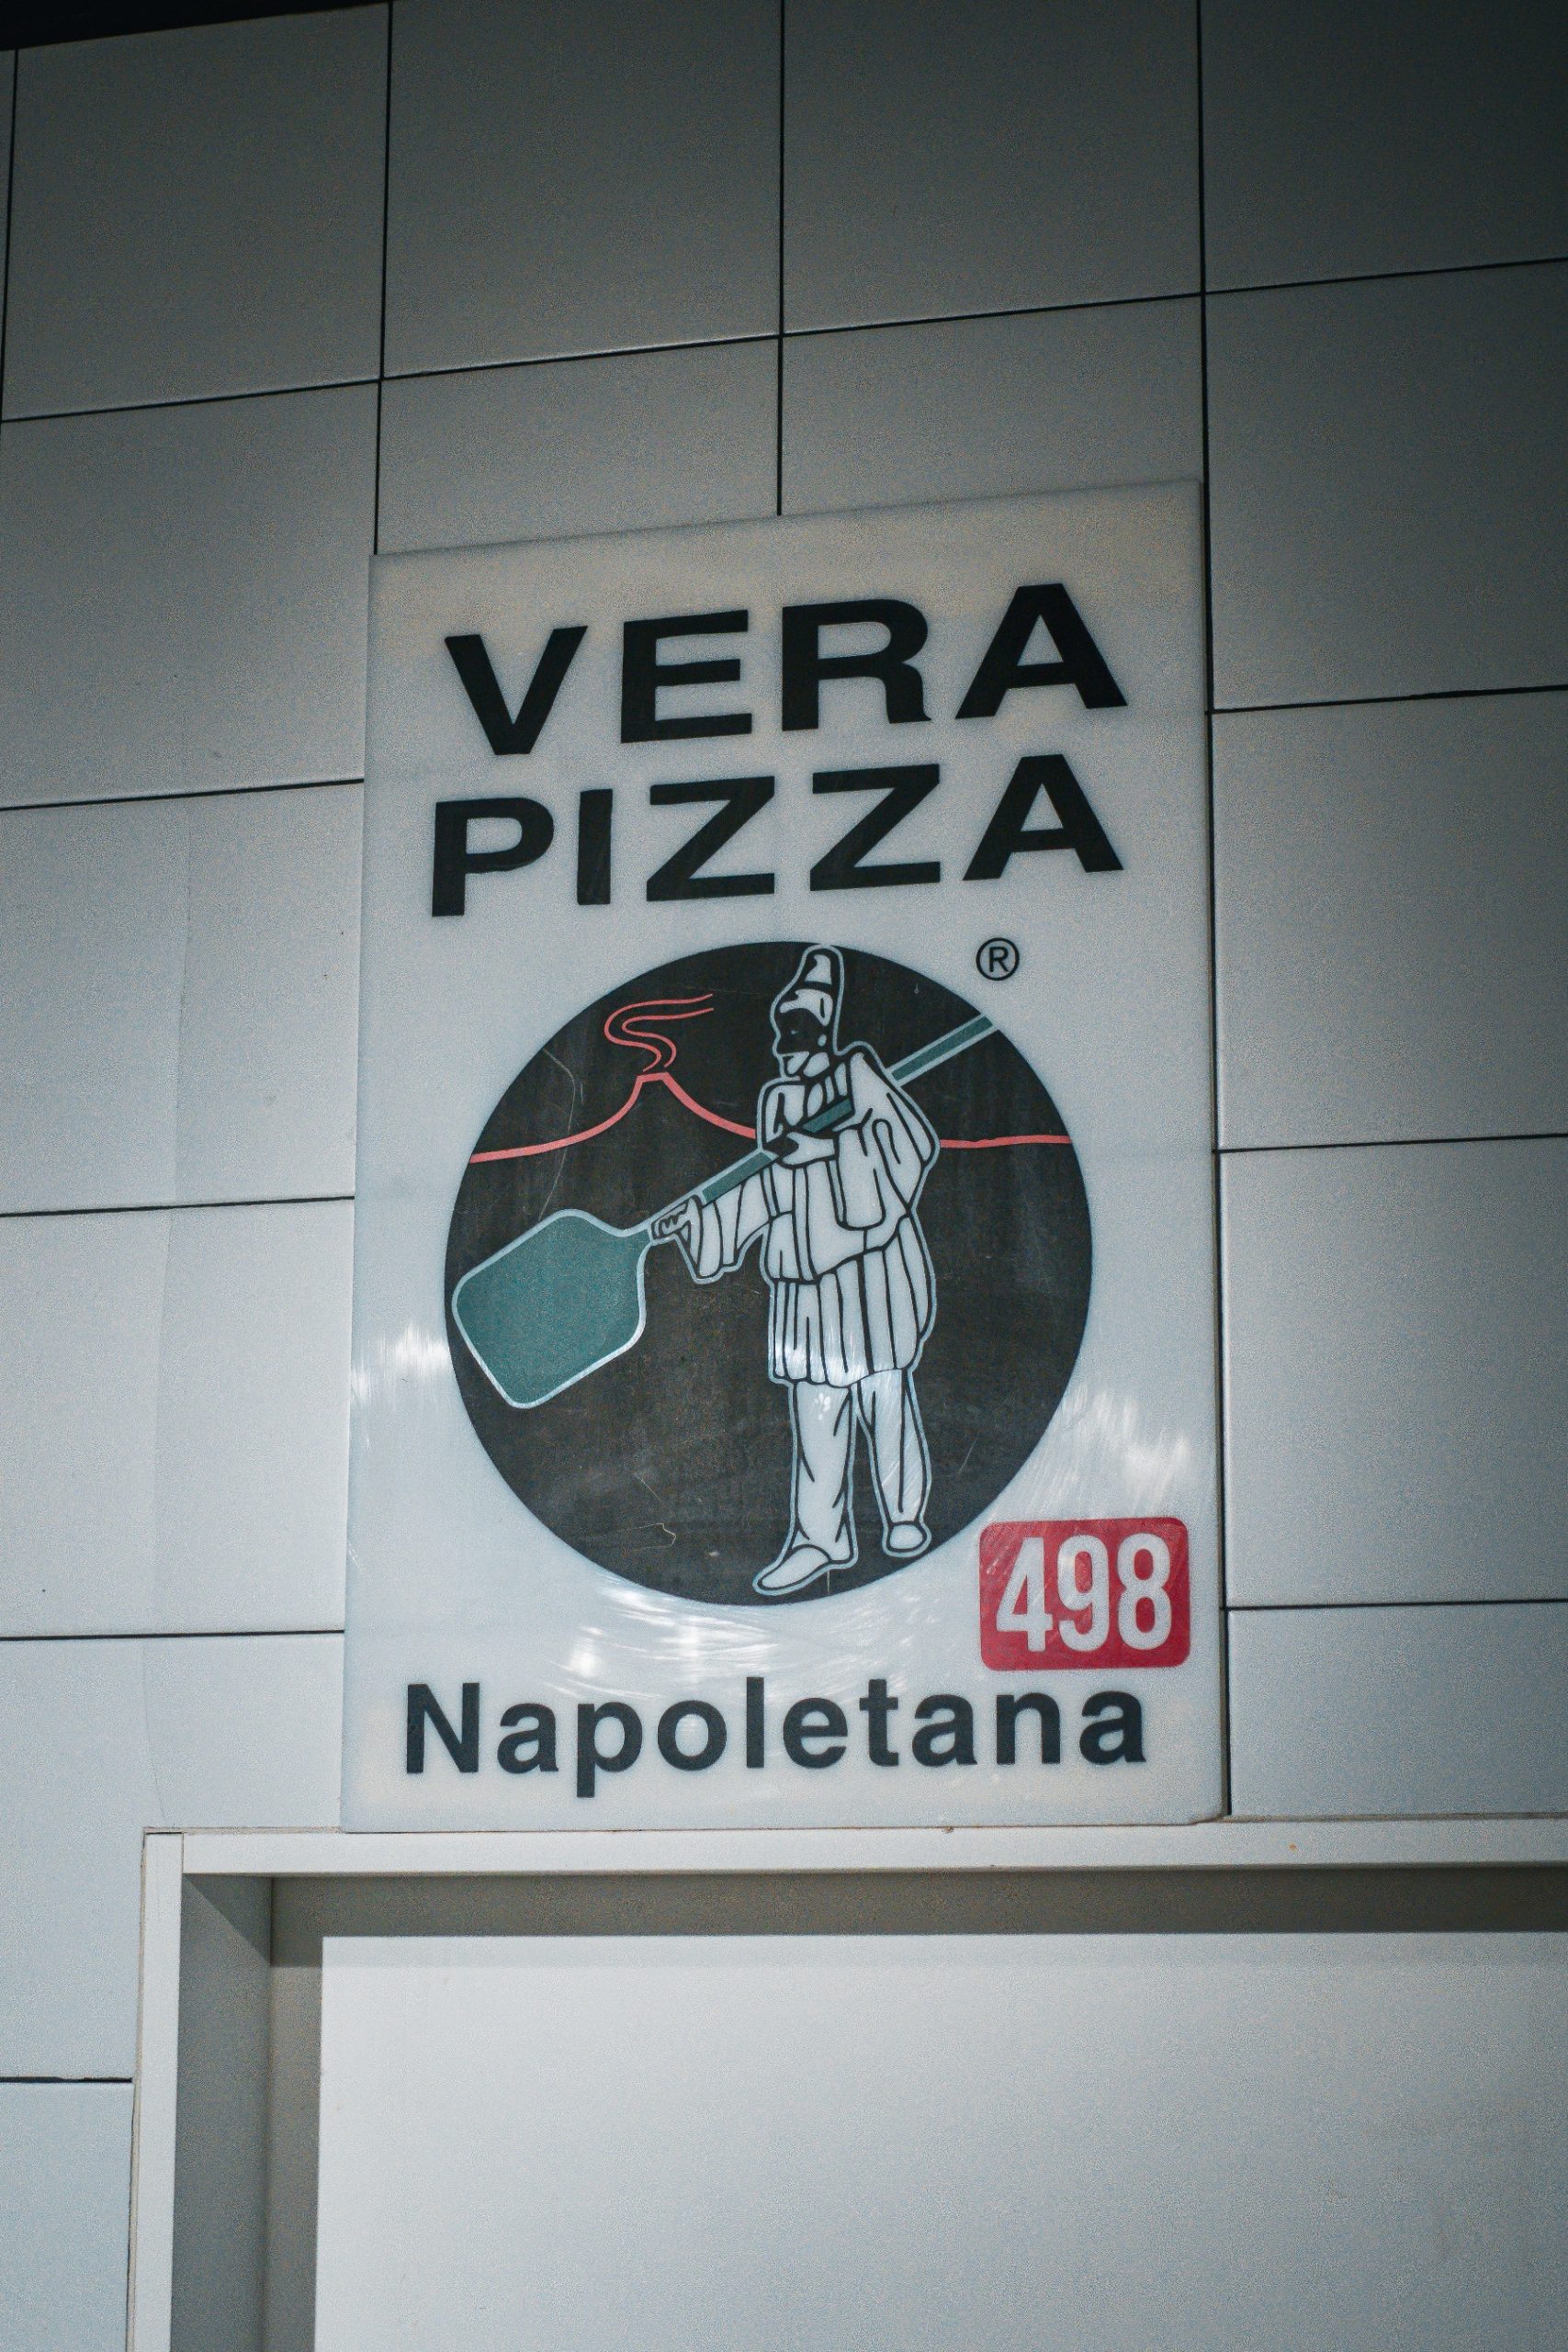 VERA
PIZZA
®
498
Napoletana